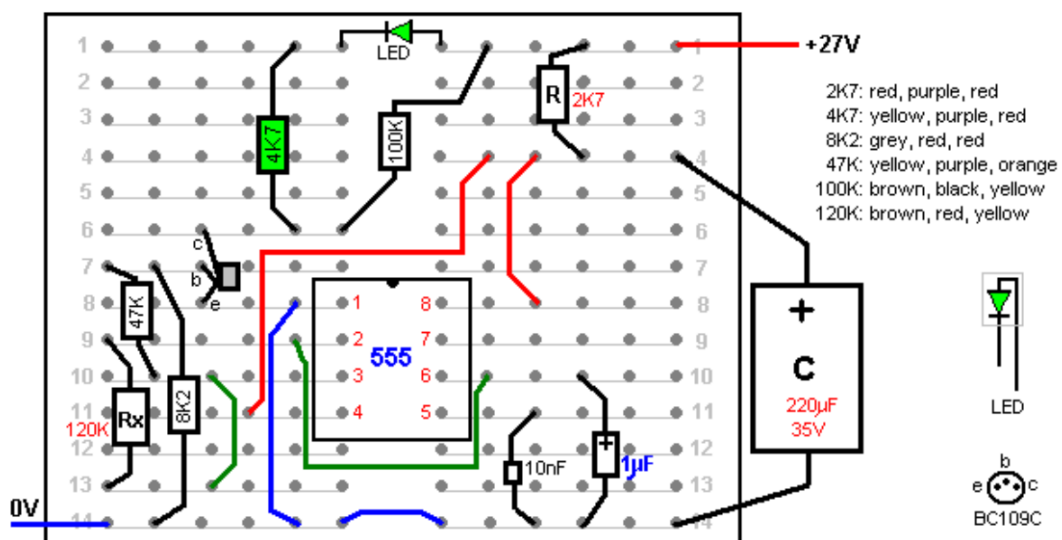 1 LED 1 +27V
2 R 2K7 2
3 4K7 100K 3
4 4
5 5
6 6
c
7 b 7
e
8 47K 1 8 8
9 2 555 7 9
10 3 6 10
11 Rx 8K2 4 5 11
120K
12 12
10nF + 1µF
13 13
0V 14 14
2K7: red, purple, red
4K7: yellow, purple, red
8K2: grey, red, red
47K: yellow, purple, orange
100K: brown, black, yellow
120K: brown, red, yellow
+
C
220µF
35V
LED
b
e c
BC109C